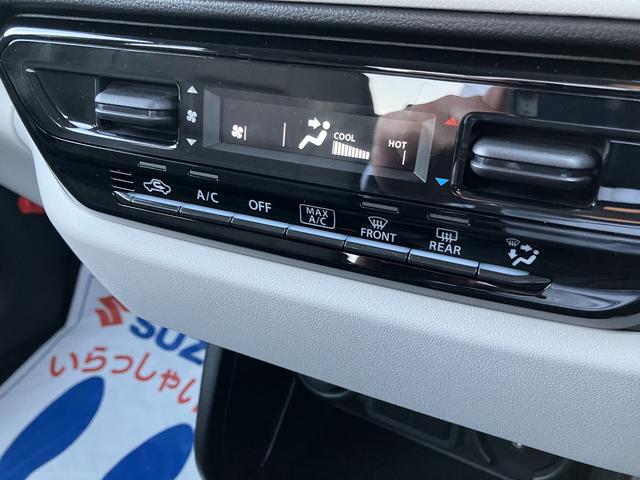 COOL HOT
A/C OFF MAX A/C FRONT REAR
SUZ
いらっしゃい